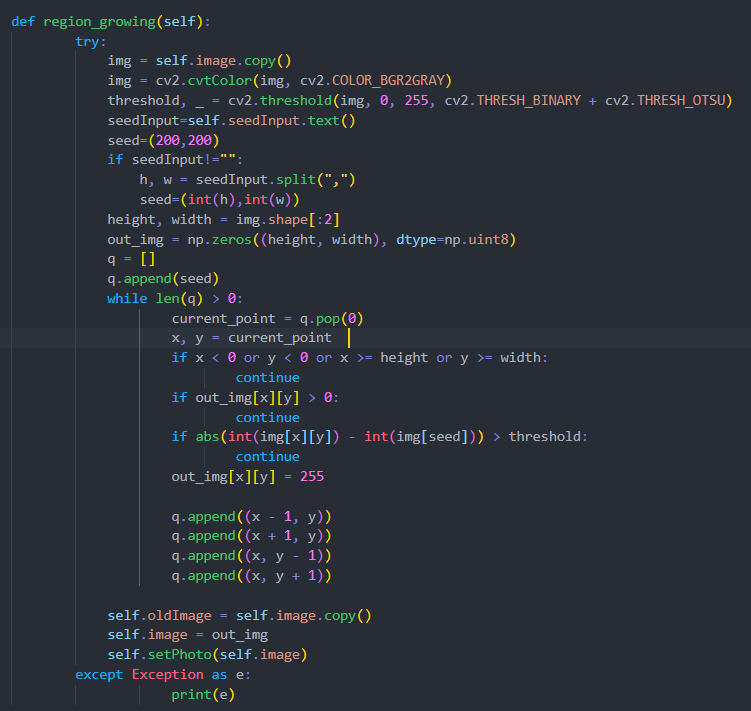 def region_growing(self):
try:
img = self.image.copy()
img = cv2.cvtColor(img, cv2.COLOR_BGR2GRAY)
threshold, _ = cv2.threshold(img, 0, 255, cv2.THRESH_BINARY + cv2.THRESH_OTSU)
seedInput=self.seedInput.text()
seed=(200,200)
if seedInput!="":
h, w = seedInput.split(",")
seed=(int(h),int(w))
height, width = img.shape[:2]
out_img = np.zeros((height, width), dtype=np.uint8)
q = []
q.append(seed)
while len(q) > 0:
current_point = q.pop(0)
x, y = current_point
if x < 0 or y < 0 or x >= height or y >= width:
continue
if out_img[x][y] > 0:
continue
if abs(int(img[x][y]) - int(img[seed])) > threshold:
continue
out_img[x][y] = 255
q.append((x - 1, y))
q.append((x + 1, y))
q.append((x, y - 1))
q.append((x, y + 1))
self.oldImage = self.image.copy()
self.image = out_img
self.setPhoto(self.image)
except Exception as e:
print(e)